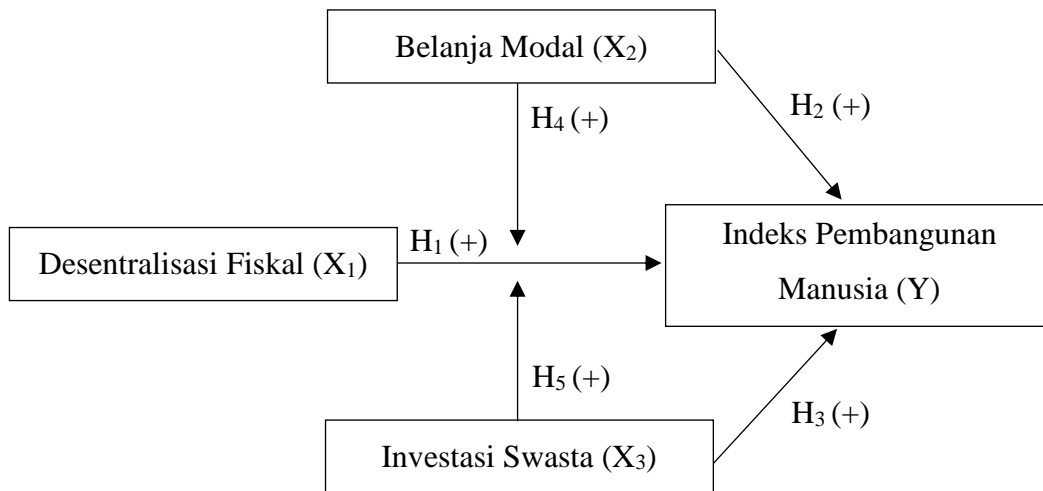 Belanja Modal (X₂)
H₄ (+)
H₂ (+)
Desentralisasi Fiskal (X₁)
H₁ (+)
Indeks Pembangunan
Manusia (Y)
H₅ (+)
H₃ (+)
Investasi Swasta (X₃)